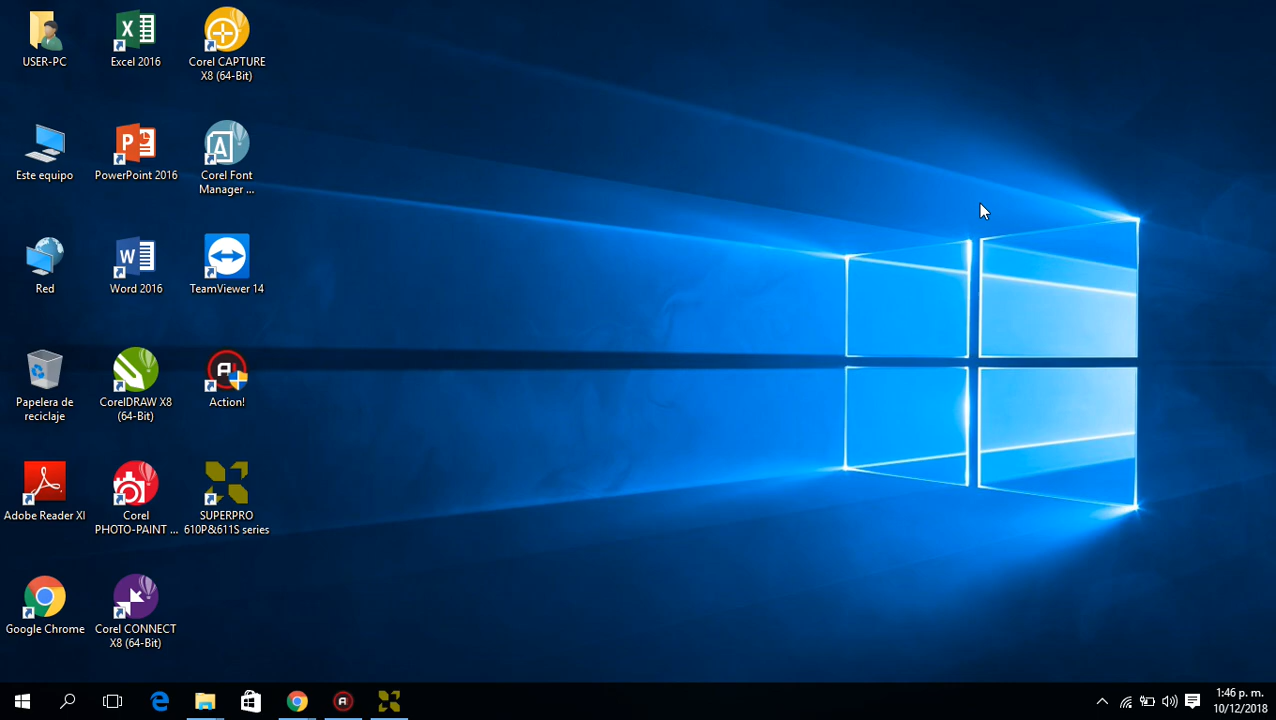 USER-PC
Excel 2016
Corel CAPTURE
X8 (64-Bit)
Este equipo
PowerPoint 2016
Corel Font
Manager ...
Red
Word 2016
TeamViewer 14
Papelera de
reciclaje
CorelDRAW X8
(64-Bit)
Action!
Adobe Reader XI
Corel
PHOTO-PAINT ...
SUPERPRO
610P&611S series
Google Chrome
Corel CONNECT
X8 (64-Bit)
1:46 p. m.
10/12/2018